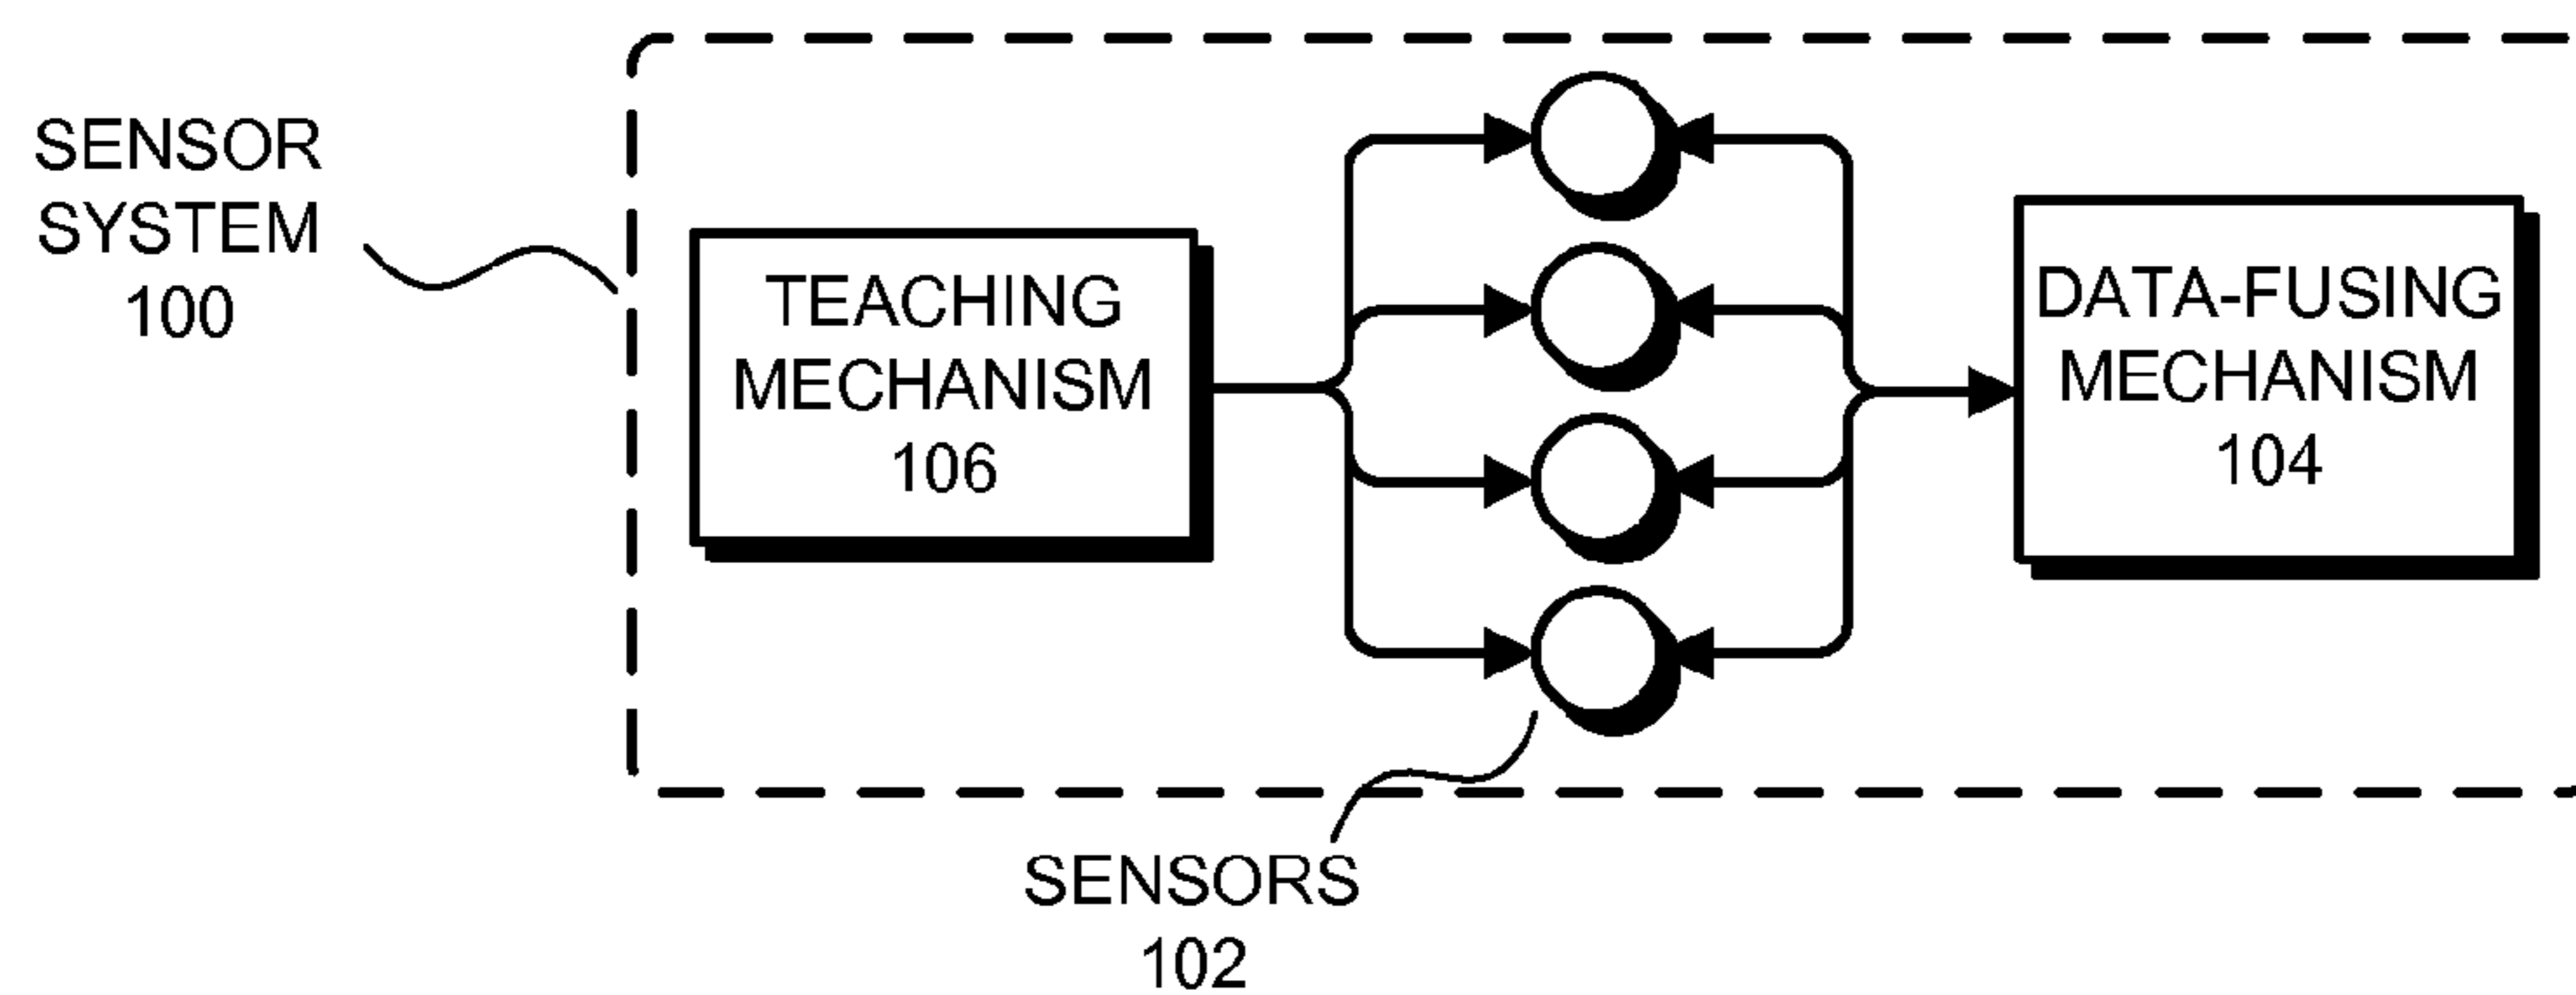 SENSOR
SYSTEM
100
TEACHING
MECHANISM
106
DATA-FUSING
MECHANISM
104
SENSORS
102